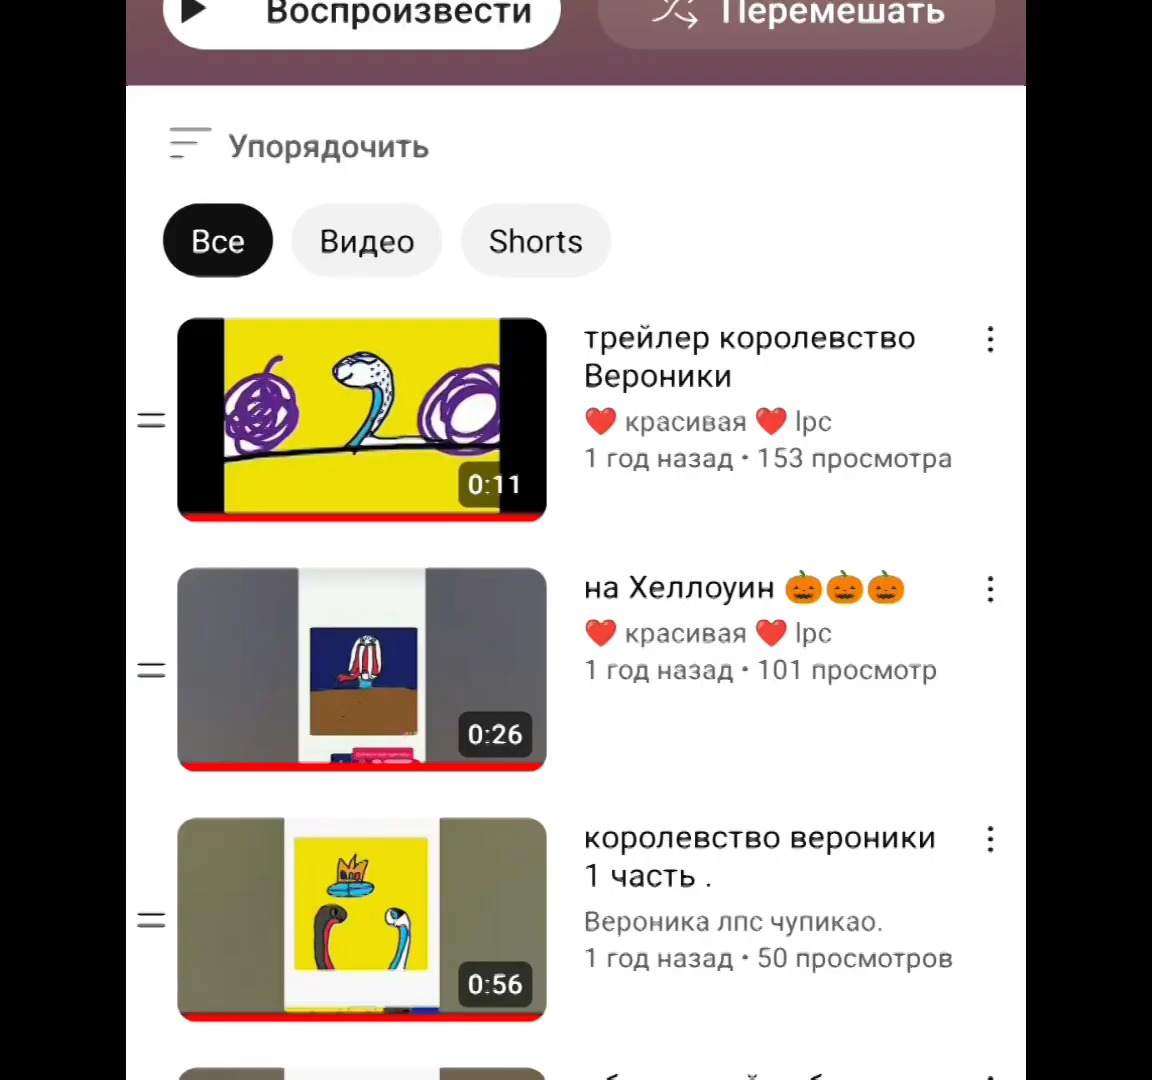 Воспроизвести
Перемешать
Упорядочить
Все
Видео
Shorts
трейлер королевство
Вероники
❤️ красивая ❤️ lpc
1 год назад • 153 просмотра
0:11
на Хеллоуин 🎃🎃🎃
❤️ красивая ❤️ lpc
1 год назад • 101 просмотр
0:26
королевство вероники
1 часть .
Вероника лпс чупикао.
1 год назад • 50 просмотров
0:56